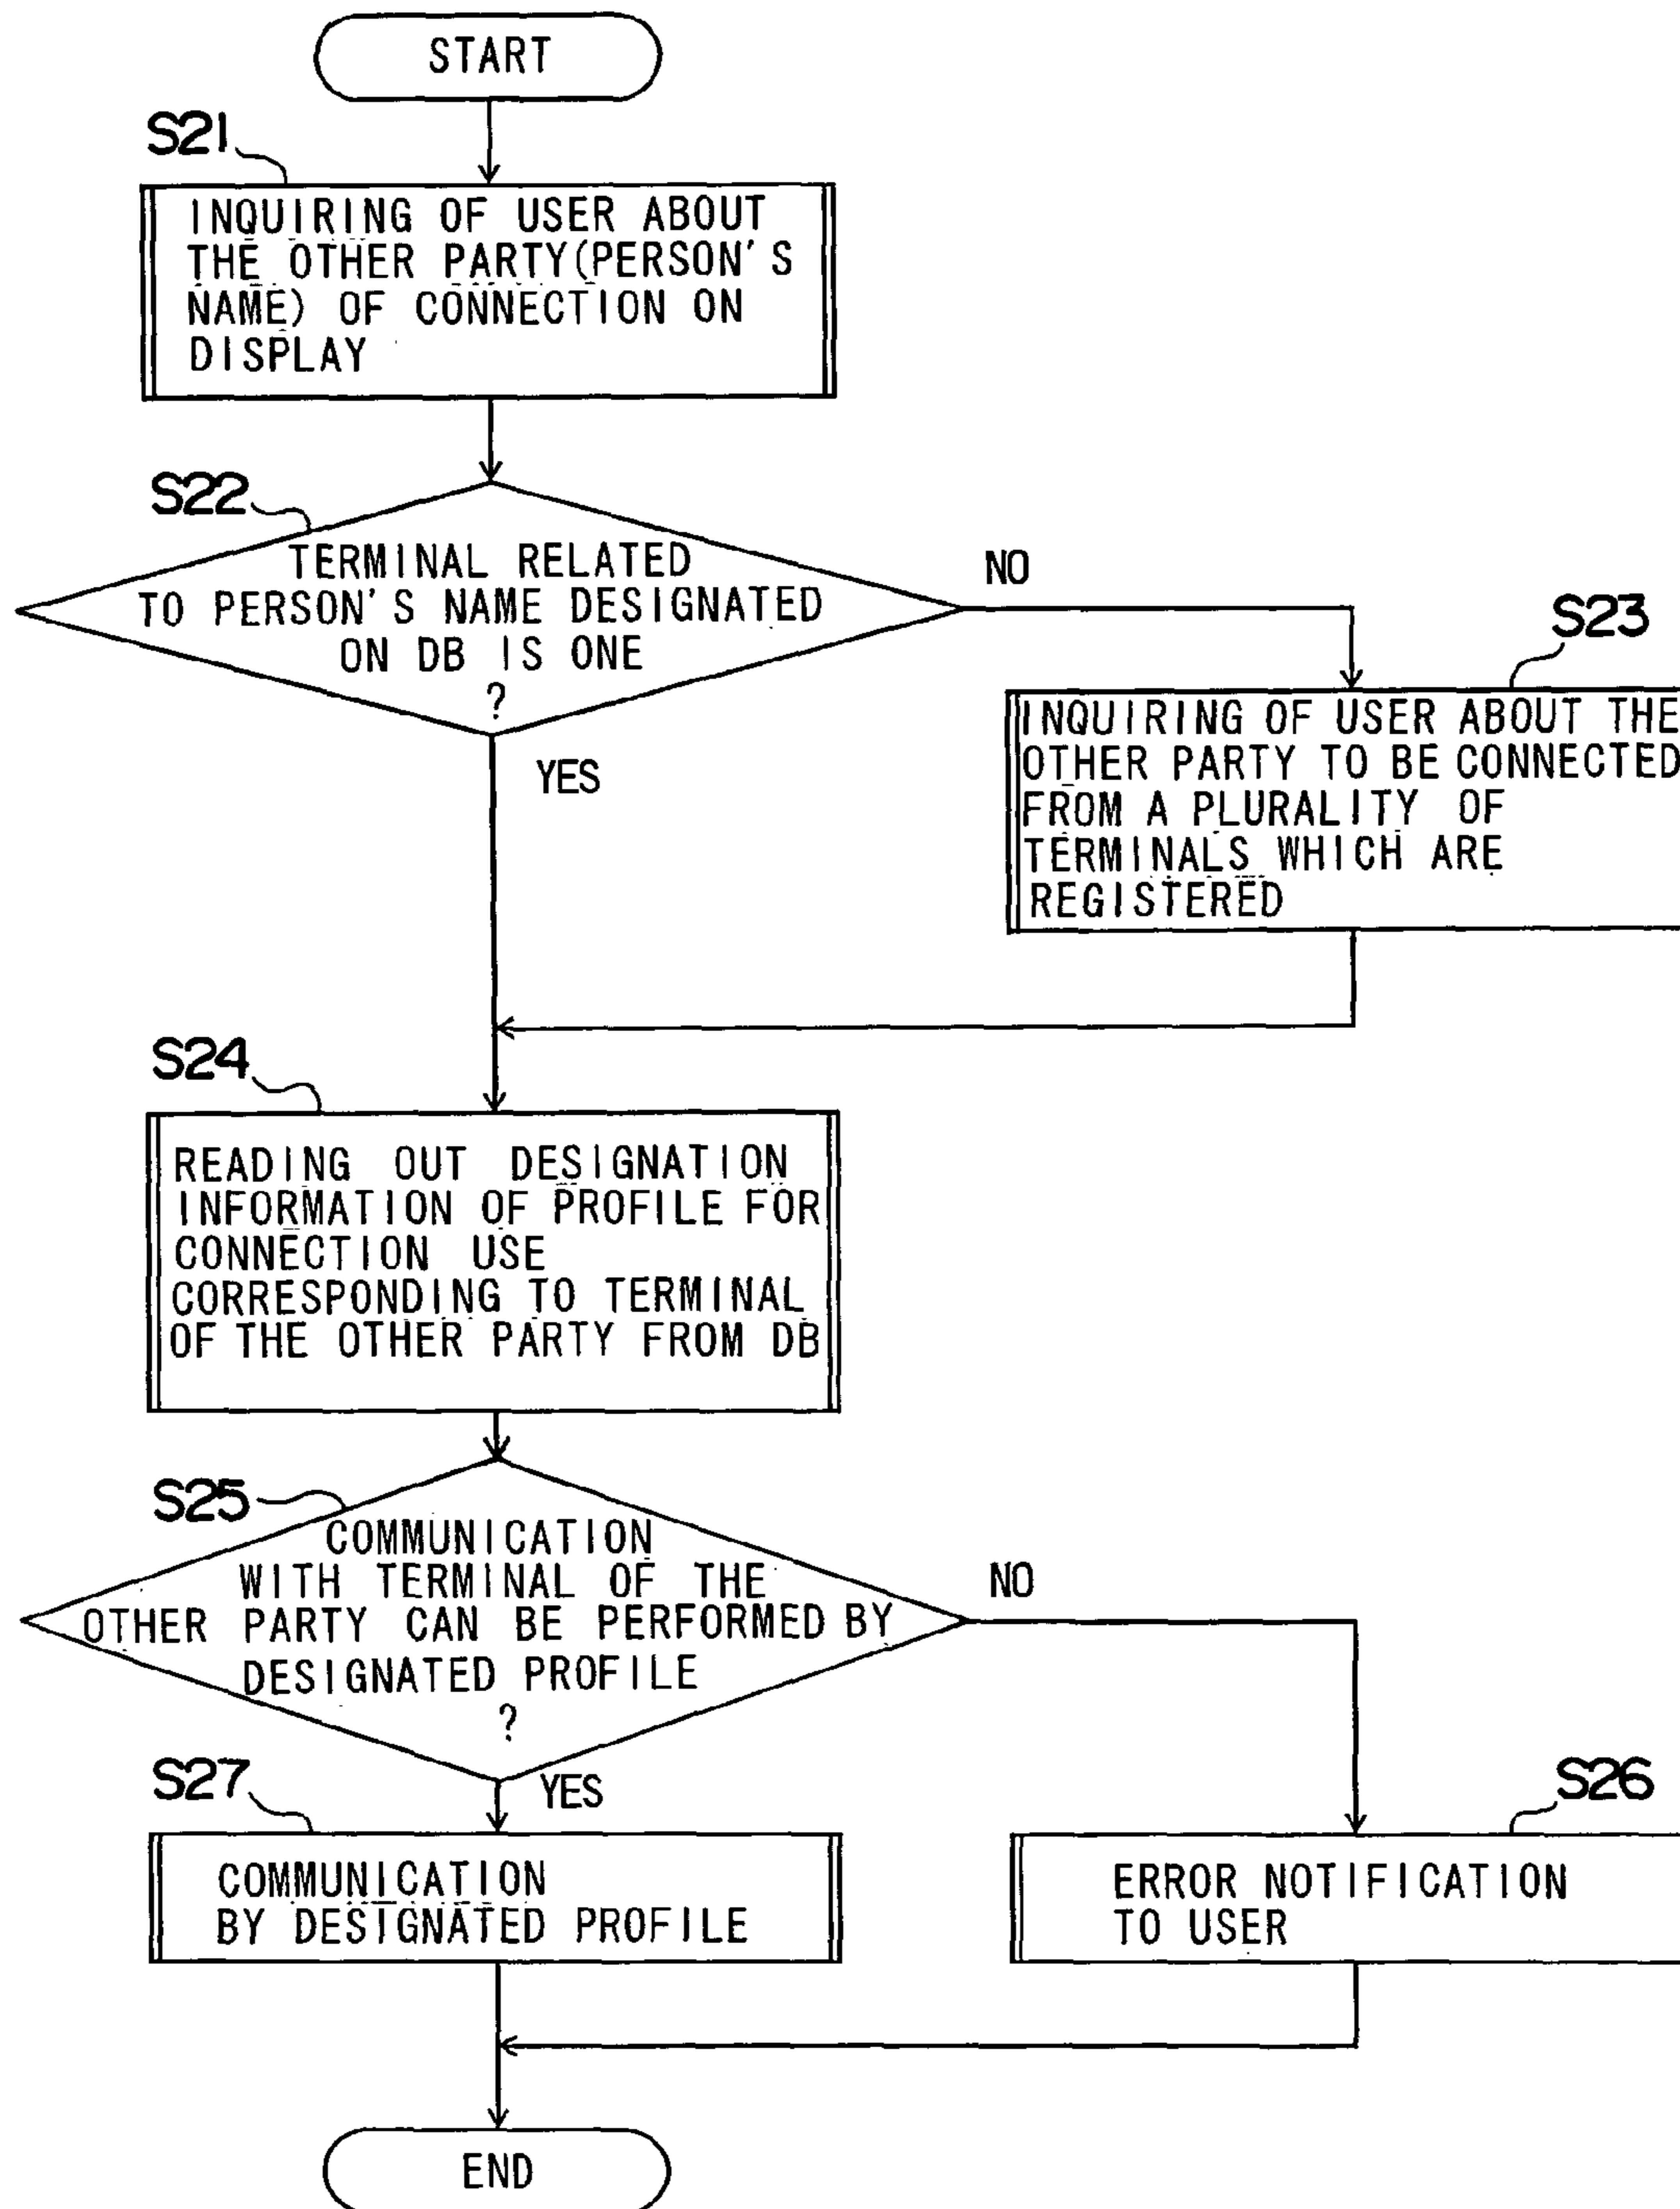 START
S21
INQUIRING OF USER ABOUT
THE OTHER PARTY(PERSON'S
NAME) OF CONNECTION ON
DISPLAY
S22
TERMINAL RELATED
TO PERSON'S NAME DESIGNATED
ON DB IS ONE
?
NO
YES
S23
INQUIRING OF USER ABOUT THE
OTHER PARTY TO BE CONNECTED
FROM A PLURALITY OF
TERMINALS WHICH ARE
REGISTERED
S24
READING OUT DESIGNATION
INFORMATION OF PROFILE FOR
CONNECTION USE
CORRESPONDING TO TERMINAL
OF THE OTHER PARTY FROM DB
S25
COMMUNICATION
WITH TERMINAL OF THE
OTHER PARTY CAN BE PERFORMED BY
DESIGNATED PROFILE
?
NO
YES
S27
COMMUNICATION
BY DESIGNATED PROFILE
S26
ERROR NOTIFICATION
TO USER
END